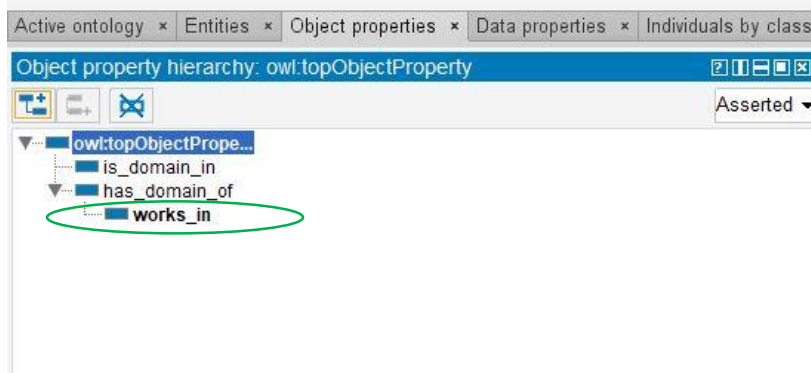 Active ontology × Entities × Object properties × Data properties × Individuals by class
Object property hierarchy: owl:topObjectProperty
Asserted
owl:topObjectPrope...
is_domain_in
has_domain_of
works_in